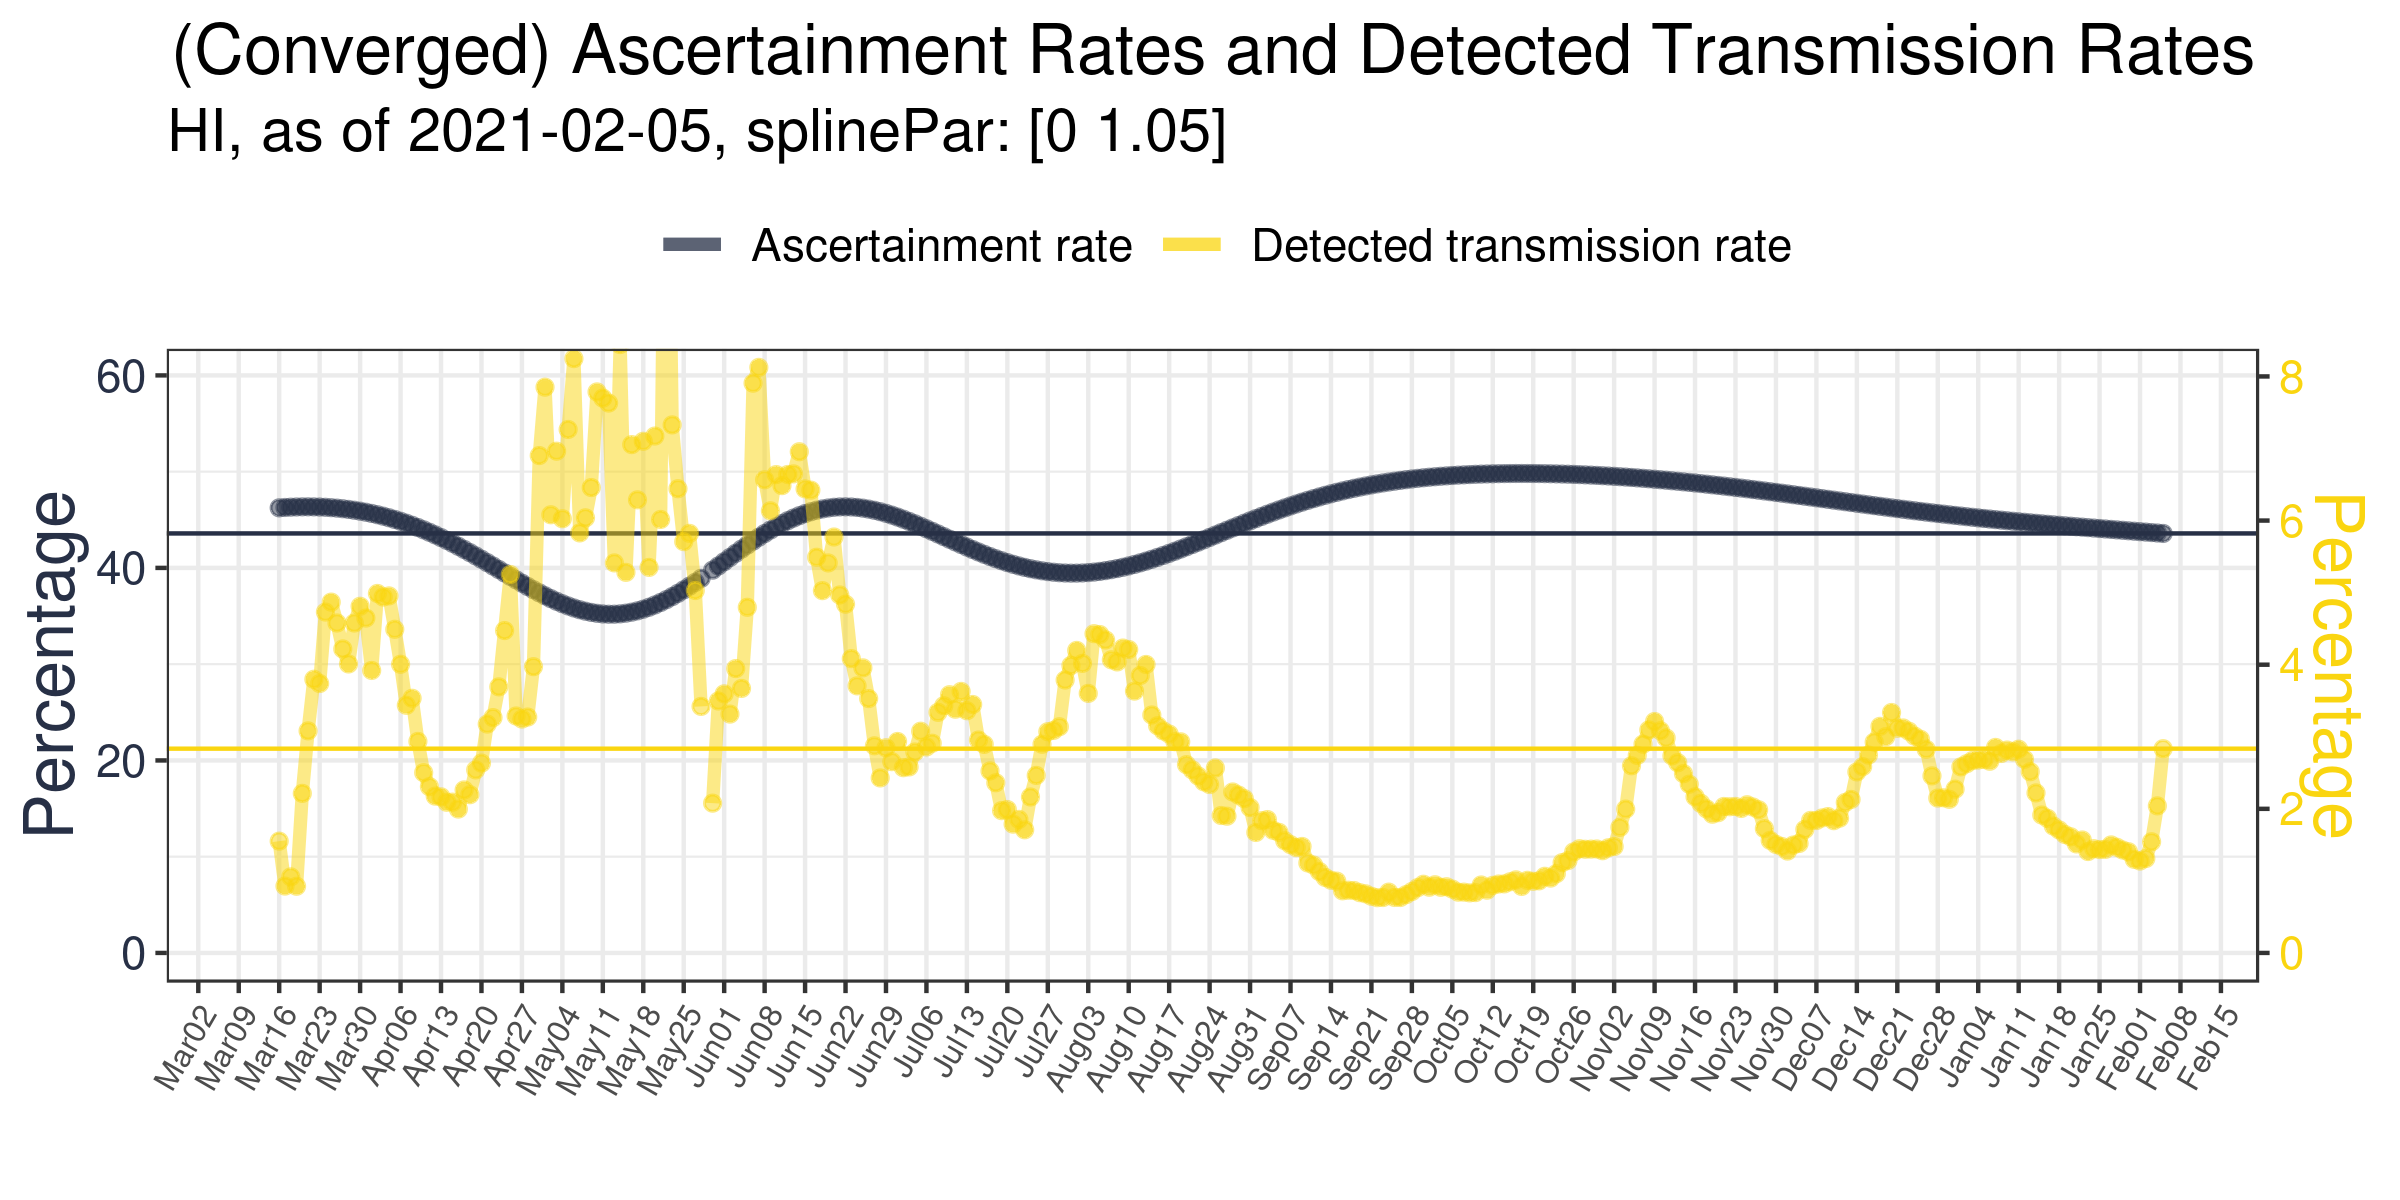 (Converged) Ascertainment Rates and Detected Transmission Rates
HI, as of 2021-02-05, splinePar: [0 1.05]
Ascertainment rate Detected transmission rate
Percentage
60
40
20
0
8
6
4
2
0
Percentage
Mar02 Mar09 Mar16 Mar23 Mar30 Apr06 Apr13 Apr20 Apr27 May04 May11 May18 May25 Jun01 Jun08 Jun15 Jun22 Jun29 Jul06 Jul13 Jul20 Jul27 Aug03 Aug10 Aug17 Aug24 Aug31 Sep07 Sep14 Sep21 Sep28 Oct05 Oct12 Oct19 Oct26 Nov02 Nov09 Nov16 Nov23 Nov30 Dec07 Dec14 Dec21 Dec28 Jan04 Jan11 Jan18 Jan25 Feb01 Feb08 Feb15